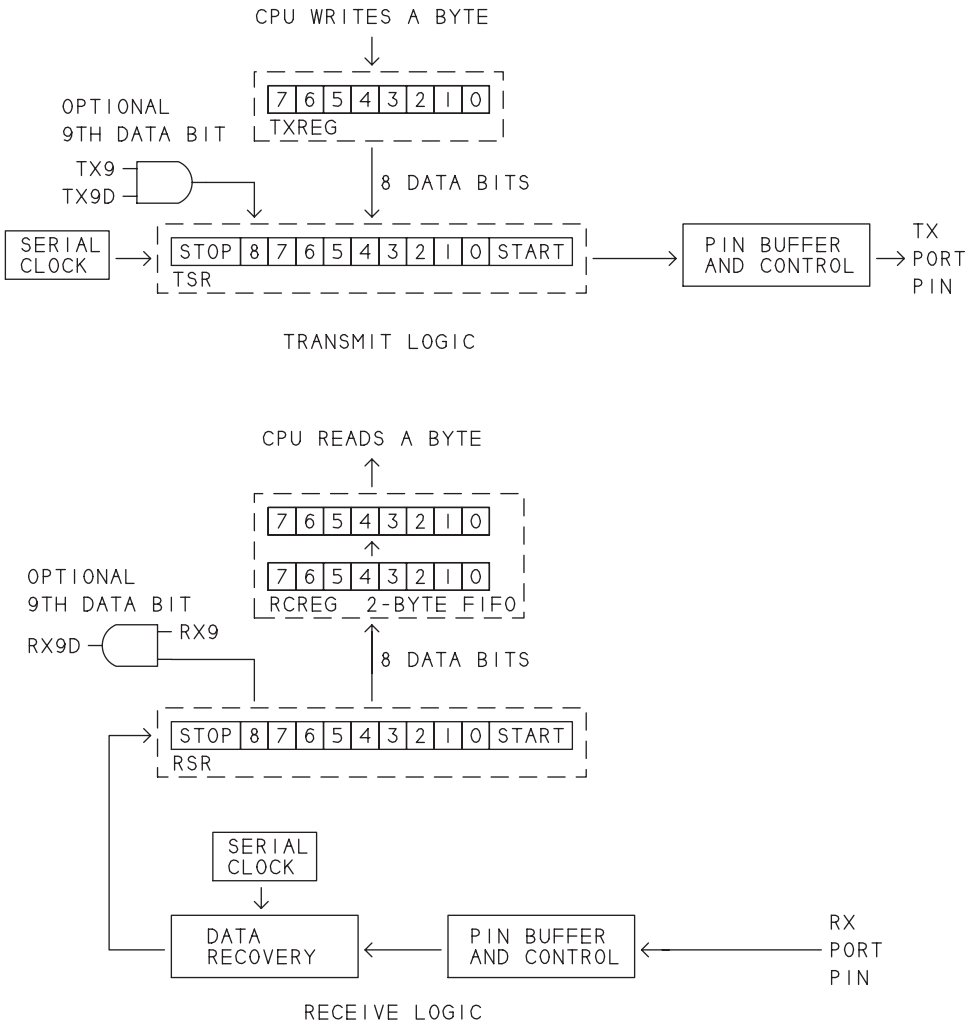 CPU WRITES A BYTE
7 6 5 4 3 2 1 0
TXREG
OPTIONAL
9TH DATA BIT
TX9
TX9D
8 DATA BITS
SERIAL
CLOCK
STOP 8 7 6 5 4 3 2 1 0 START
TSR
PIN BUFFER
AND CONTROL
TX
PORT
PIN
TRANSMIT LOGIC
CPU READS A BYTE
7 6 5 4 3 2 1 0
7 6 5 4 3 2 1 0
RCREG 2-BYTE FIFO
OPTIONAL
9TH DATA BIT
RX9
RX9D
8 DATA BITS
STOP 8 7 6 5 4 3 2 1 0 START
RSR
SERIAL
CLOCK
DATA
RECOVERY
PIN BUFFER
AND CONTROL
RX
PORT
PIN
RECEIVE LOGIC